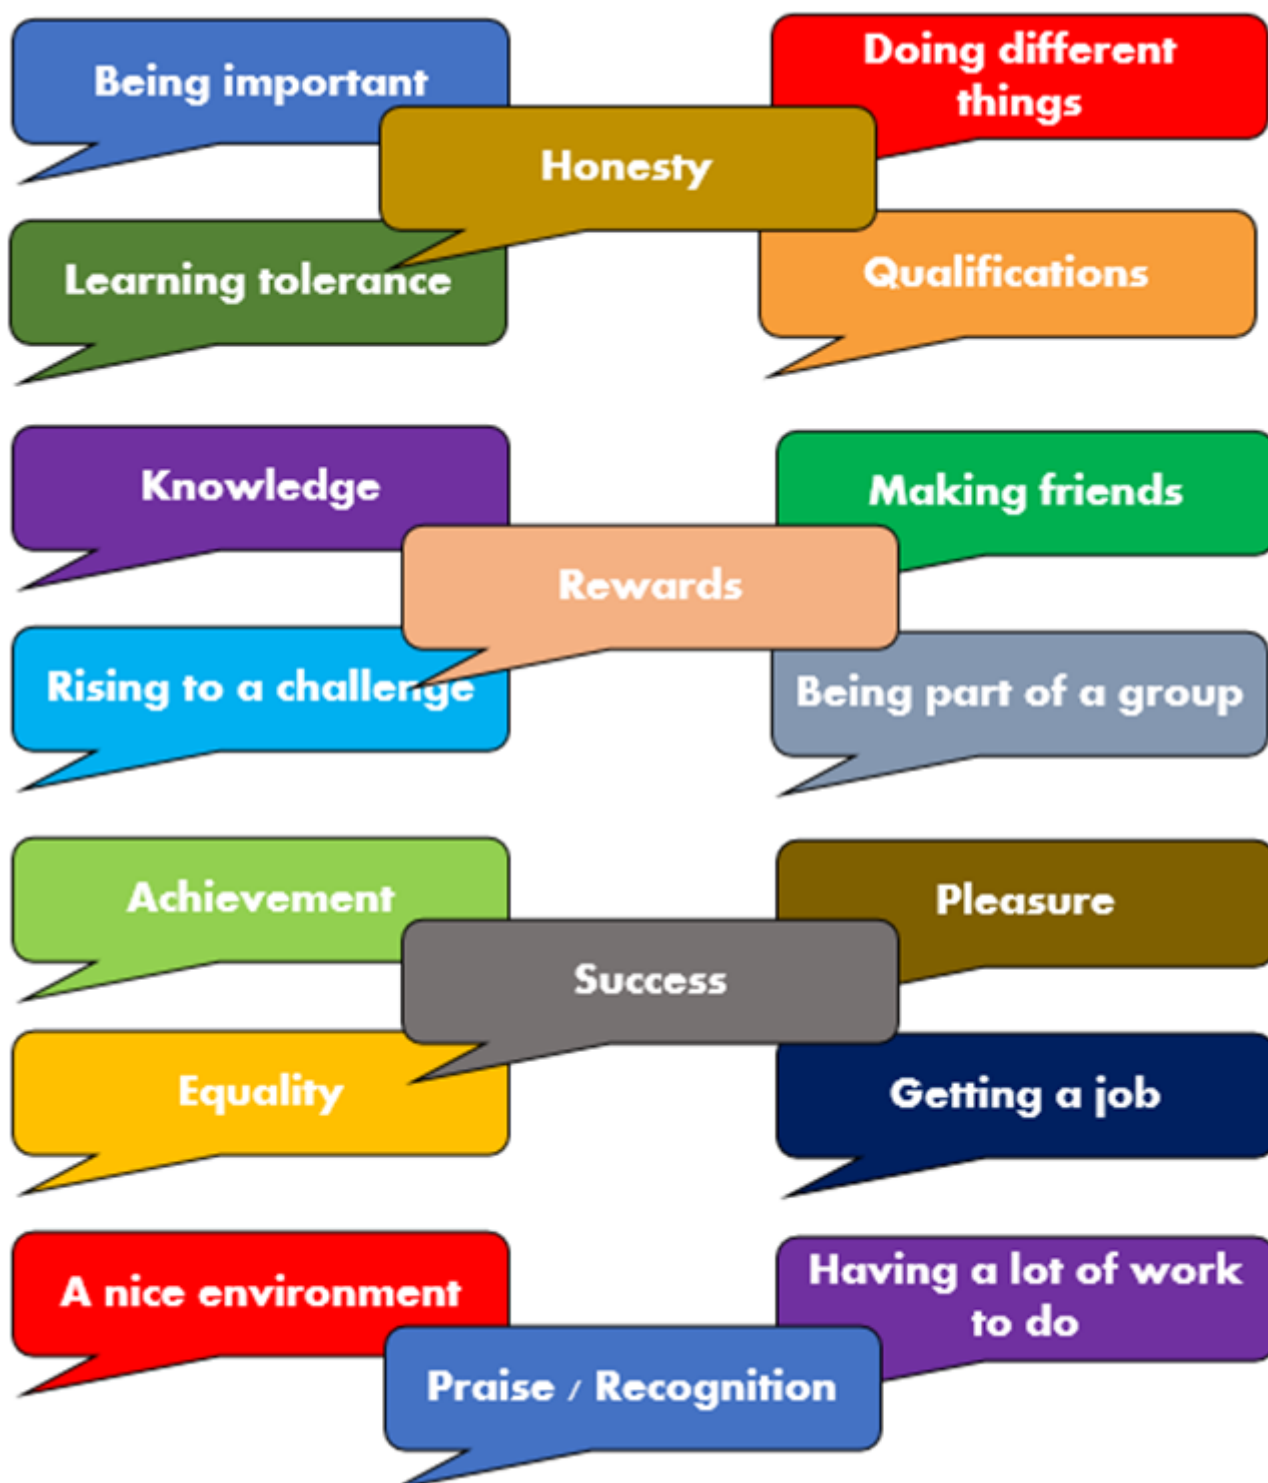 Being important
Doing different
things
Honesty
Learning tolerance
Qualifications
Knowledge
Making friends
Rewards
Rising to a challenge
Being part of a group
Achievement
Pleasure
Success
Equality
Getting a job
A nice environment
Having a lot of work
to do
Praise / Recognition